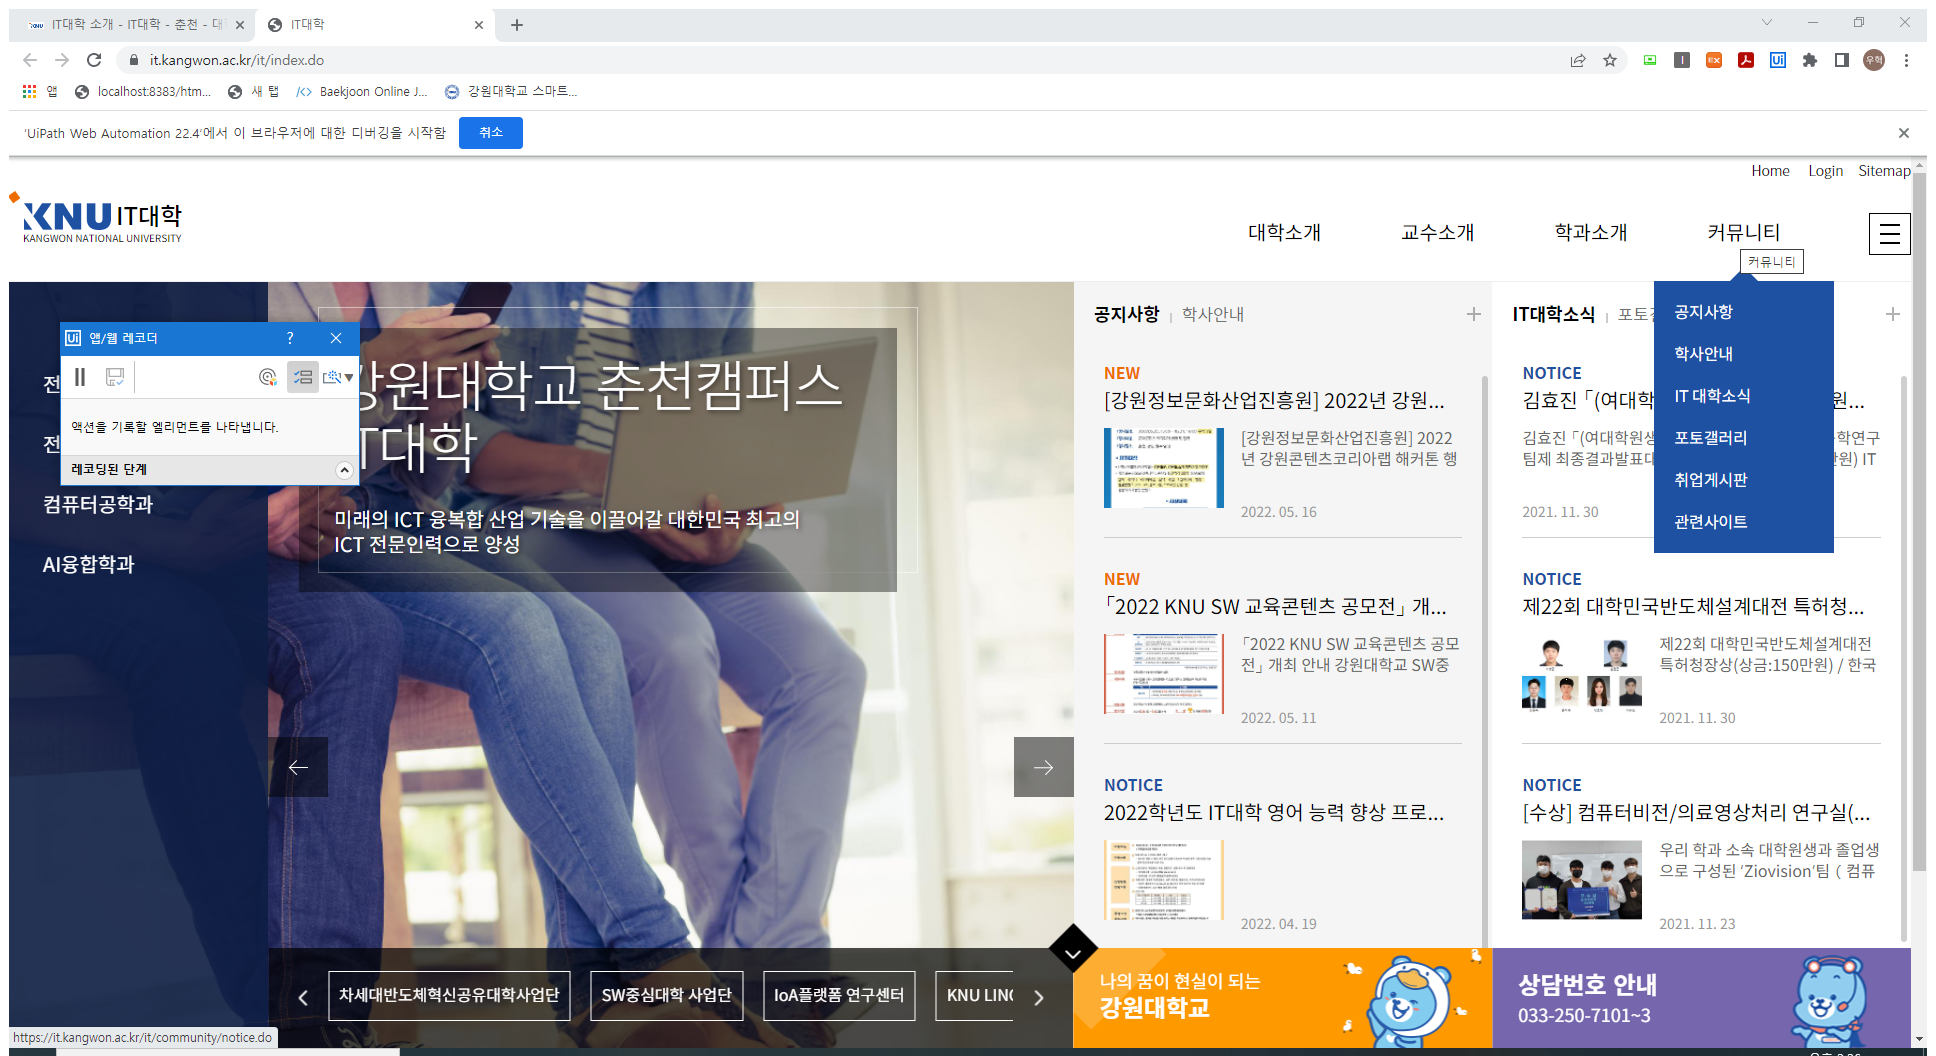 IT대학 소개 - IT대학 - 춘천 - 대
IT대학
it.kangwon.ac.kr/it/index.do
앱
localhost:8383/htm...
새 탭
Baekjoon Online J...
강원대학교 스마트...
'UiPath Web Automation 22.4'에서 이 브라우저에 대한 디버깅을 시작함
취소
Home Login Sitemap
KNU IT대학
KANGWON NATIONAL UNIVERSITY
대학소개 교수소개 학과소개 커뮤니티
커뮤니티
공지사항
학사안내
IT 대학소식
포토갤러리
취업게시판
관련사이트
앱/웹 레코더
액션을 기록할 엘리먼트를 나타냅니다.
레코딩된 단계
전
전
컴퓨터공학과
AI융합학과
강원대학교 춘천캠퍼스
IT대학
미래의 ICT 융복합 산업 기술을 이끌어갈 대한민국 최고의
ICT 전문인력으로 양성
공지사항 학사안내
NEW
[강원정보문화산업진흥원] 2022년 강원...
[강원정보문화산업진흥원] 2022
년 강원콘텐츠코리아랩 해커톤 행
2022. 05. 16
NEW
「2022 KNU SW 교육콘텐츠 공모전」 개...
「2022 KNU SW 교육콘텐츠 공모
전」 개최 안내 강원대학교 SW중
2022. 05. 11
NOTICE
2022학년도 IT대학 영어 능력 향상 프로...
2022. 04. 19
IT대학소식 포토
NOTICE
김효진 「(여대학 원...
김효진 「(여대학원생 학연구
팀제 최종결과발표대 만원) IT
2021. 11. 30
NOTICE
제22회 대학민국반도체설계대전 특허청...
제22회 대학민국반도체설계대전
특허청장상(상금:150만원) / 한국
2021. 11. 30
NOTICE
[수상] 컴퓨터비전/의료영상처리 연구실(...
우리 학과 소속 대학원생과 졸업생
으로 구성된 'Ziovision'팀 ( 컴퓨
2021. 11. 23
차세대반도체혁신공유대학사업단
SW중심대학 사업단
IoA플랫폼 연구센터
KNU LINC
나의 꿈이 현실이 되는
강원대학교
상담번호 안내
033-250-7101~3
https://it.kangwon.ac.kr/it/community/notice.do